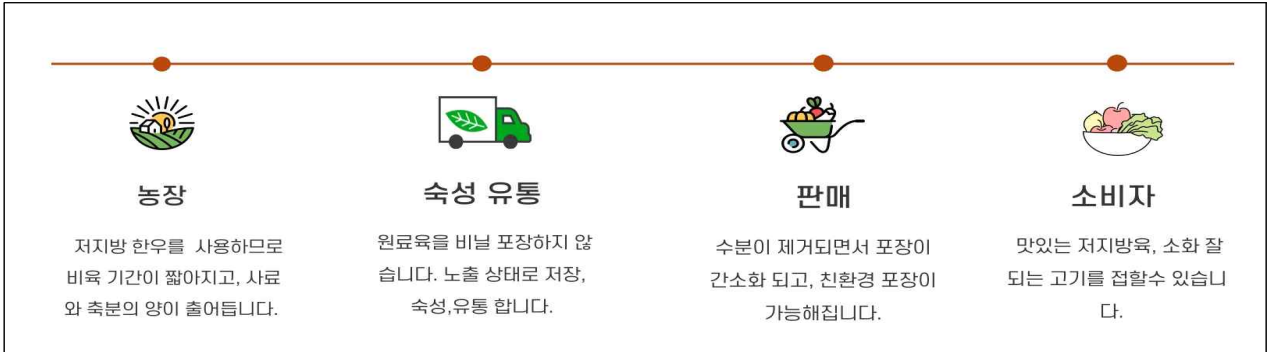 농장
저지방 한우를 사용하므로
비육 기간이 짧아지고, 사료
와 축분의 양이 줄어듭니다.
숙성 유통
원료육을 비닐 포장하지 않
습니다. 노출 상태로 저장,
숙성,유통 합니다.
판매
수분이 제거되면서 포장이
간소화 되고, 친환경 포장이
가능해집니다.
소비자
맛있는 저지방육, 소화 잘
되는 고기를 접할수 있습니
다.